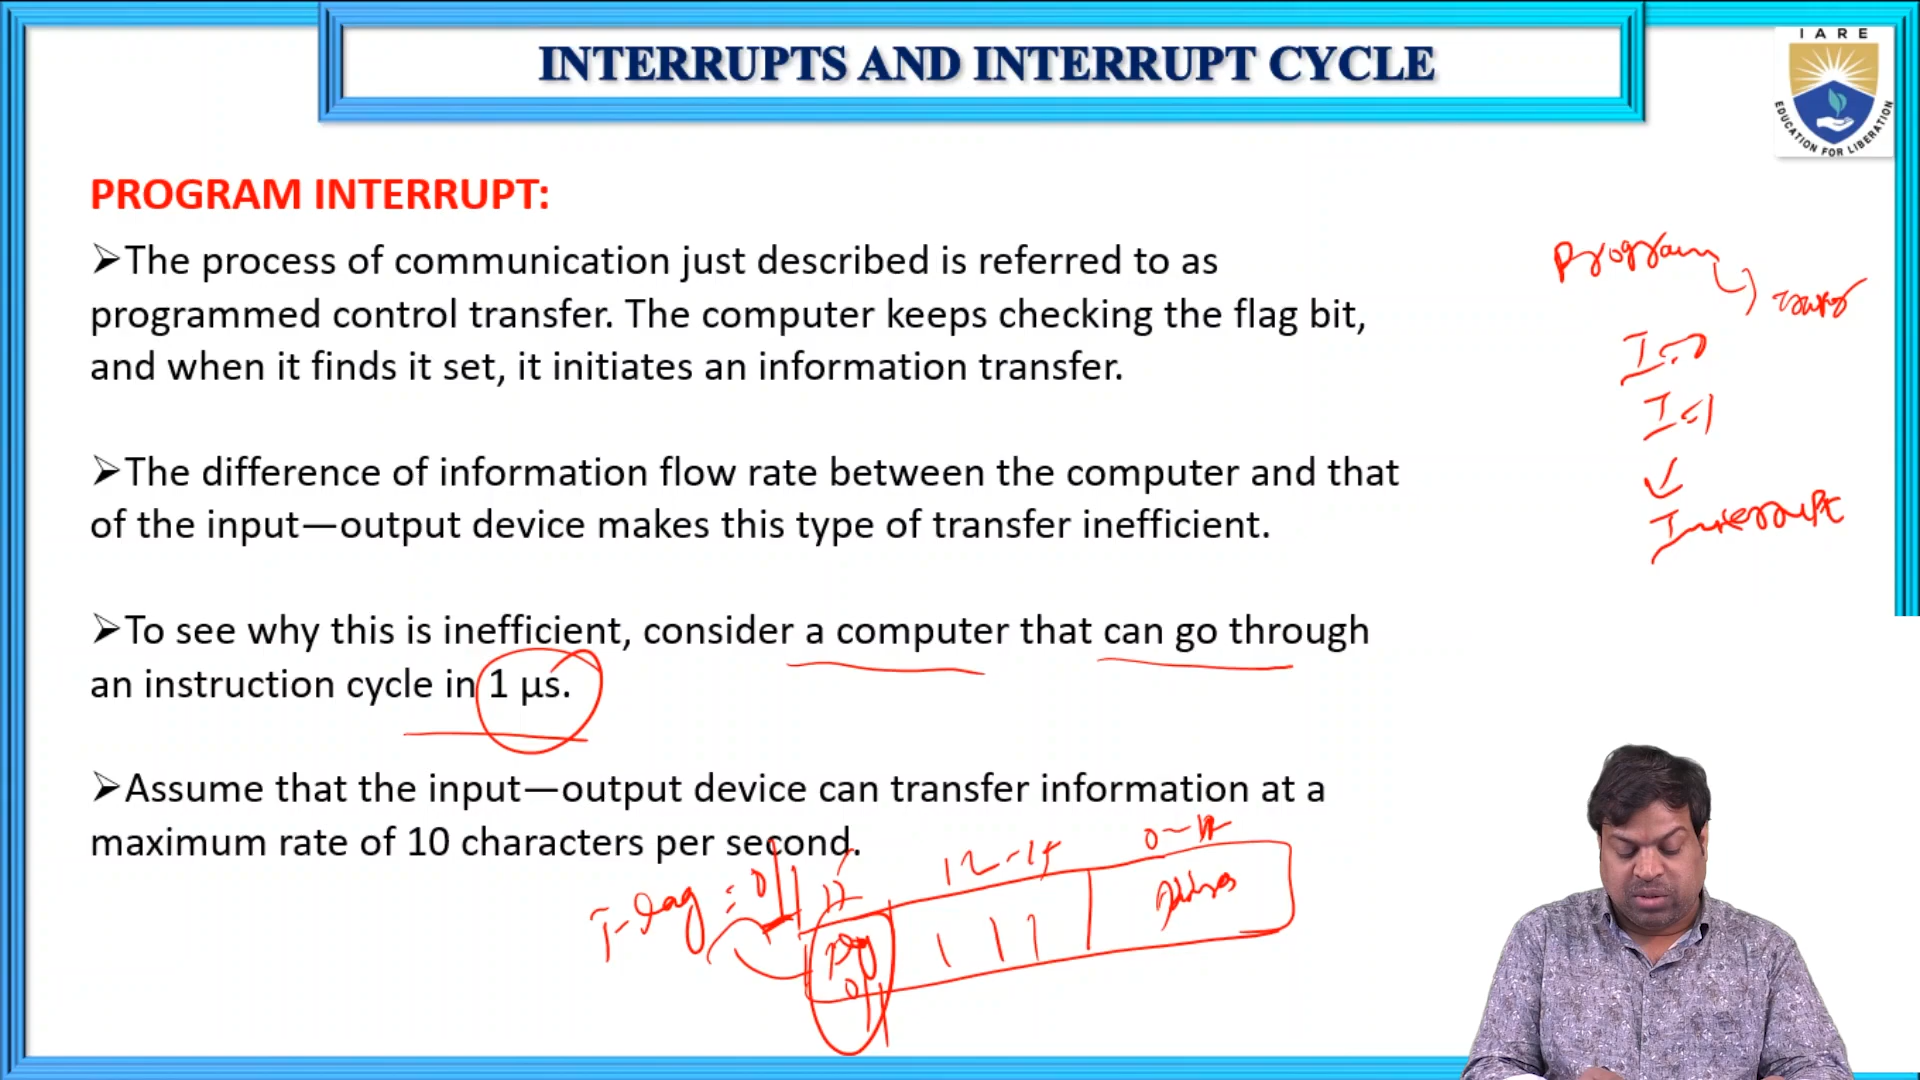 INTERRUPTS AND INTERRUPT CYCLE
IARE
EDUCATION FOR LIBERATION
PROGRAM INTERRUPT:
➤The process of communication just described is referred to as
programmed control transfer. The computer keeps checking the flag bit,
and when it finds it set, it initiates an information transfer.
➤The difference of information flow rate between the computer and that
of the input—output device makes this type of transfer inefficient.
➤To see why this is inefficient, consider a computer that can go through
an instruction cycle in 1 μs.
➤Assume that the input—output device can transfer information at a
maximum rate of 10 characters per second.
Program
I=0
I=1
Interrupt
12-14